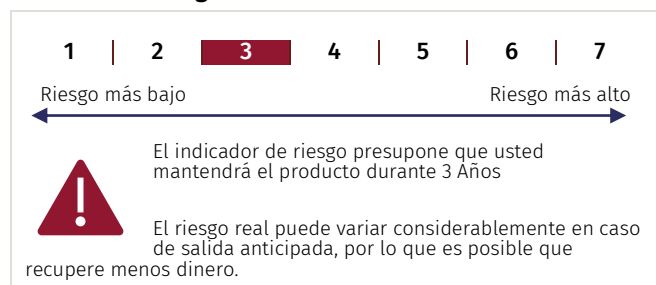 1 | 2 | 3 | 4 | 5 | 6 | 7
Riesgo más bajo Riesgo más alto
El indicador de riesgo presupone que usted
mantendrá el producto durante 3 Años
El riesgo real puede variar considerablemente en caso
de salida anticipada, por lo que es posible que
recupere menos dinero.